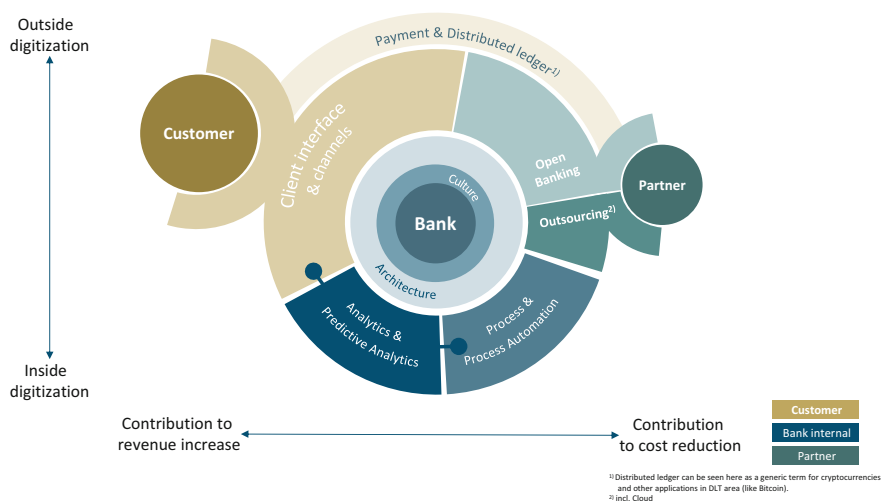 Outside
digitization
Payment & Distributed ledger1)
Customer
Client interface
& channels
Open
Banking
Partner
Outsourcing2)
Culture
Bank
Architecture
Analytics &
Predictive Analytics
Process &
Process Automation
Inside
digitization
Contribution to
revenue increase
Contribution
to cost reduction
Customer
Bank internal
Partner
1) Distributed ledger can be seen here as a generic term for cryptocurrencies
and other applications in DLT area (like Bitcoin).
2) incl. Cloud